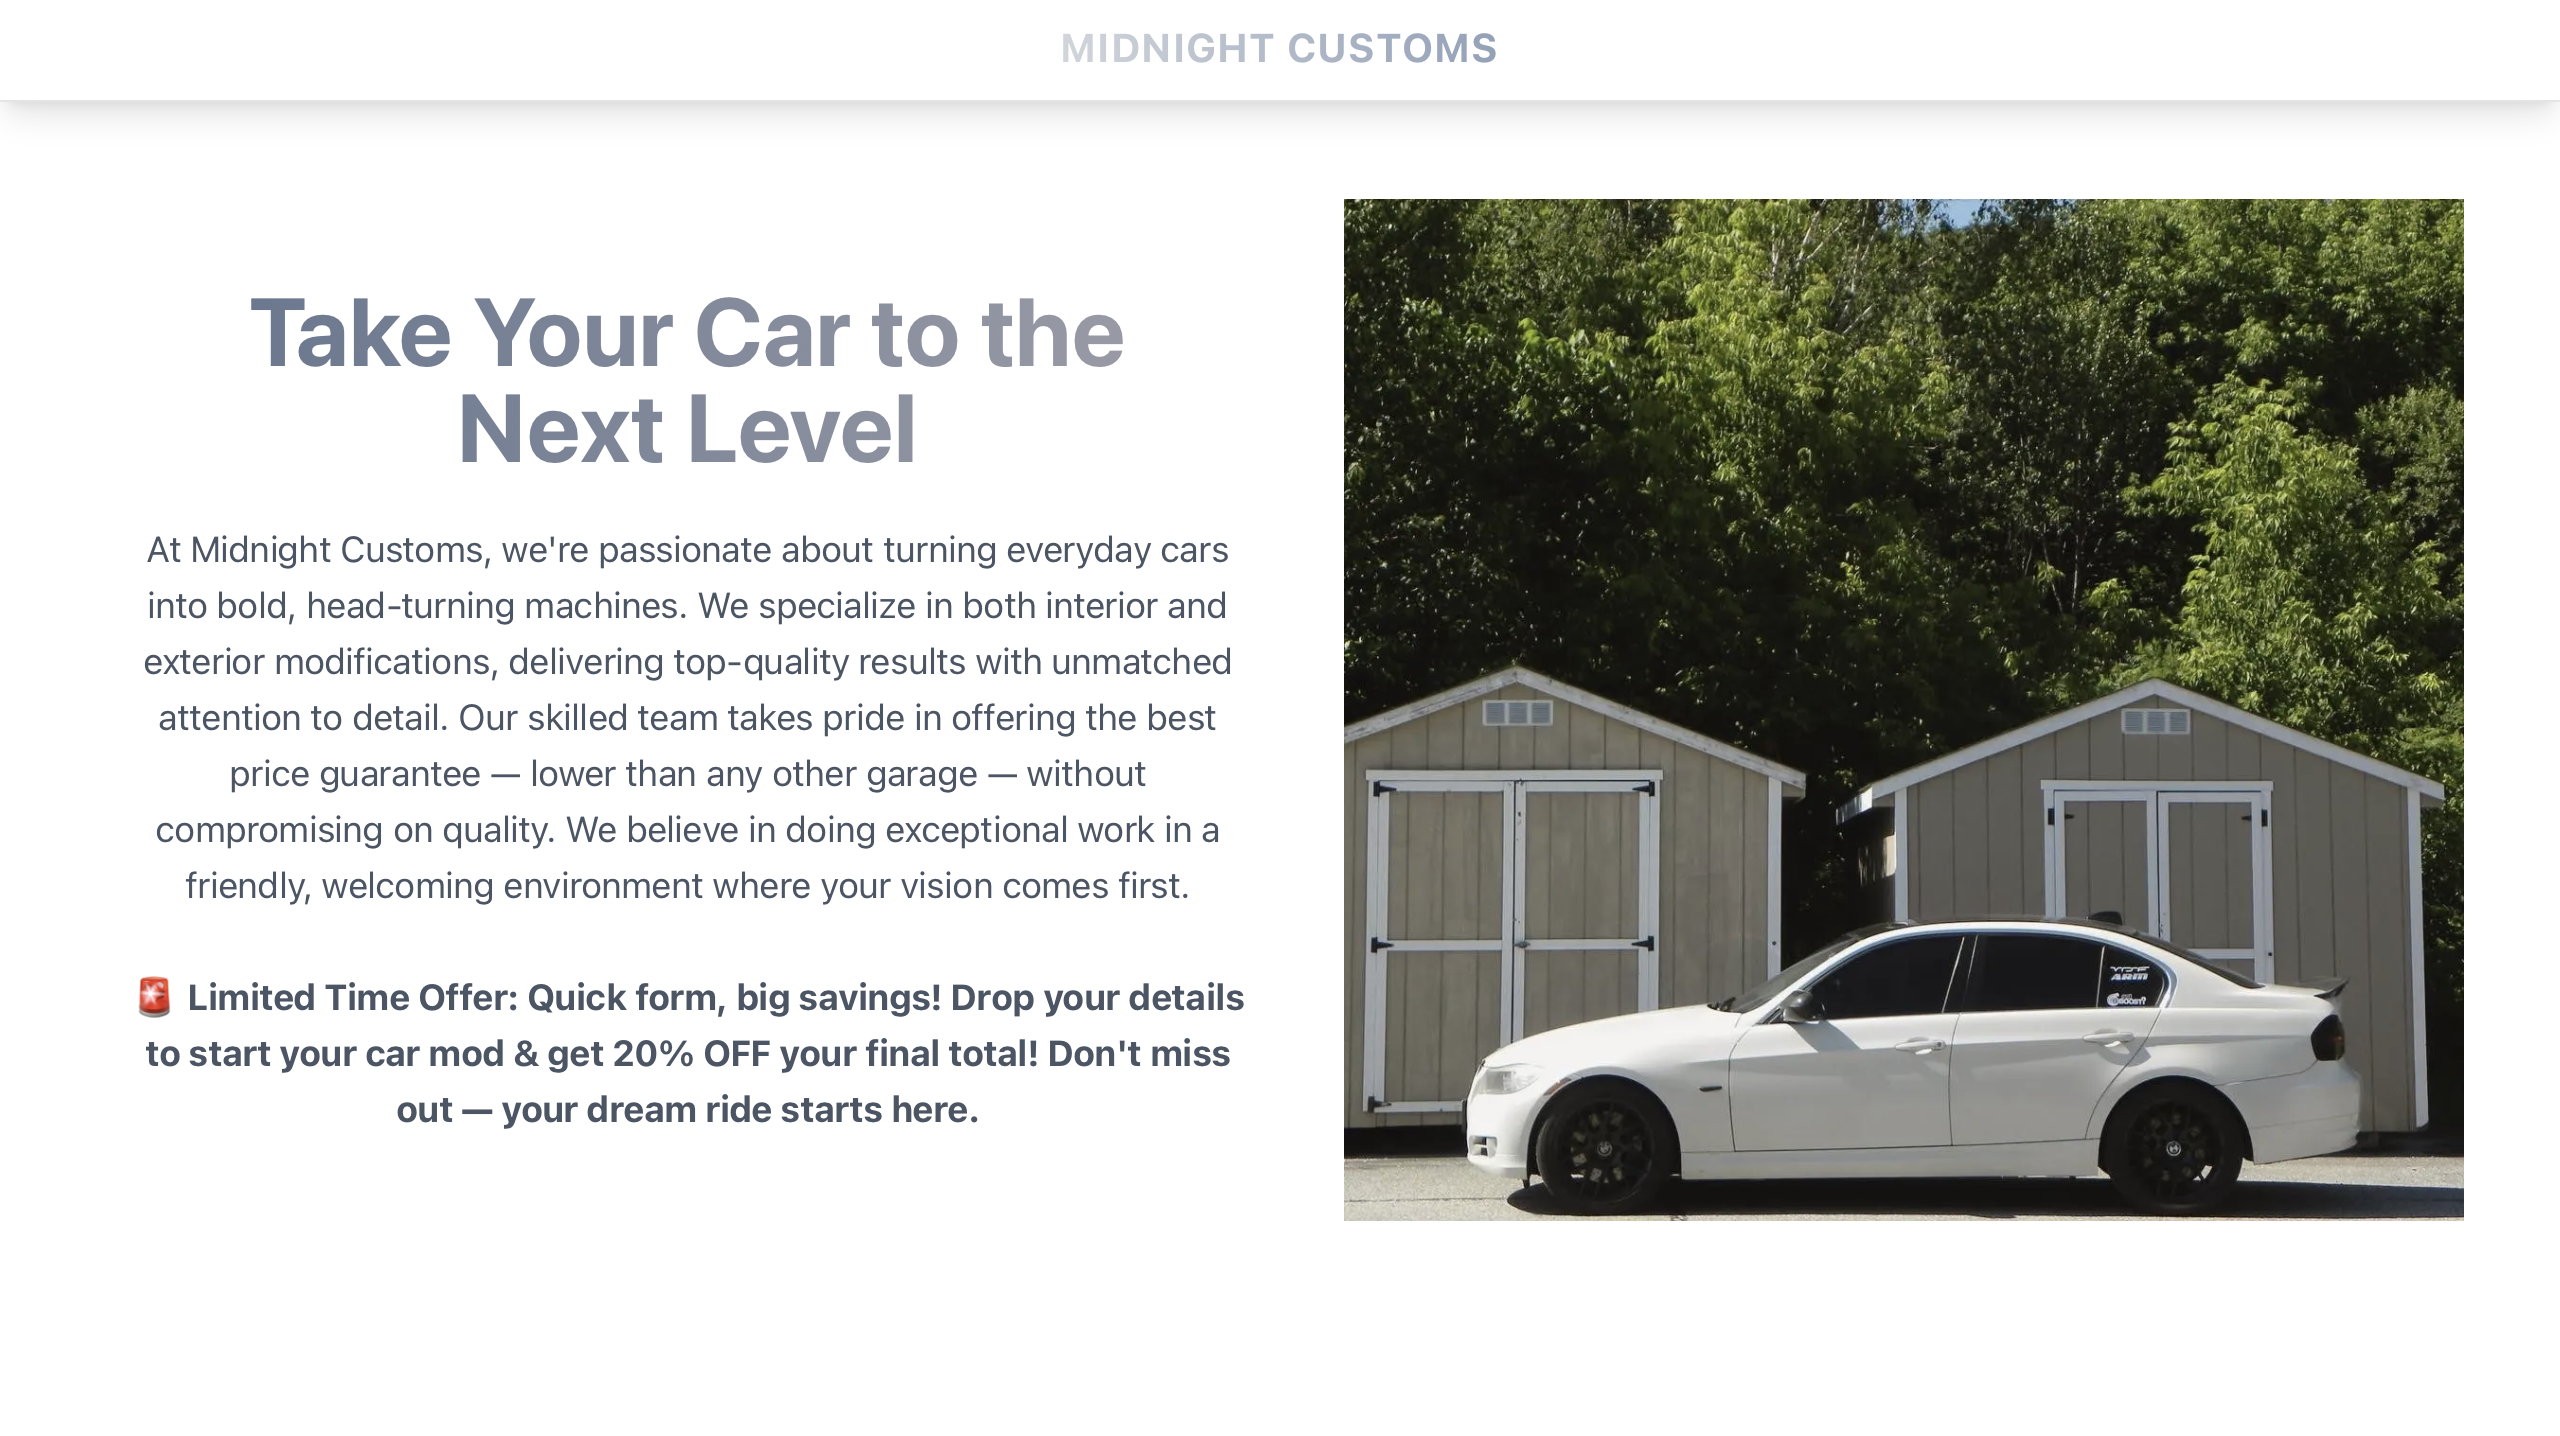 MIDNIGHT CUSTOMS
Take Your Car to the
Next Level
At Midnight Customs, we're passionate about turning everyday cars
into bold, head-turning machines. We specialize in both interior and
exterior modifications, delivering top-quality results with unmatched
attention to detail. Our skilled team takes pride in offering the best
price guarantee — lower than any other garage — without
compromising on quality. We believe in doing exceptional work in a
friendly, welcoming environment where your vision comes first.
🚨 Limited Time Offer: Quick form, big savings! Drop your details
to start your car mod & get 20% OFF your final total! Don't miss
out — your dream ride starts here.
ARM
BOOST?